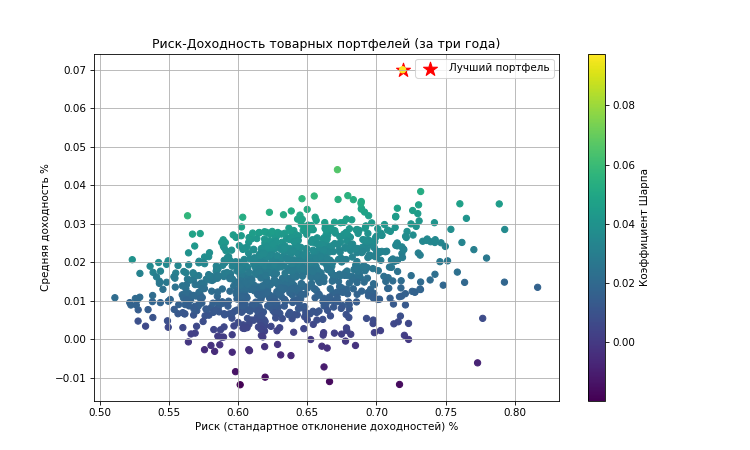 Риск-Доходность товарных портфелей (за три года)
Лучший портфель
Средняя доходность %
0.07
0.06
0.05
0.04
0.03
0.02
0.01
0.00
−0.01
0.50 0.55 0.60 0.65 0.70 0.75 0.80
Риск (стандартное отклонение доходностей) %
0.08
0.06
0.04
0.02
0.00
Коэффициент Шарпа